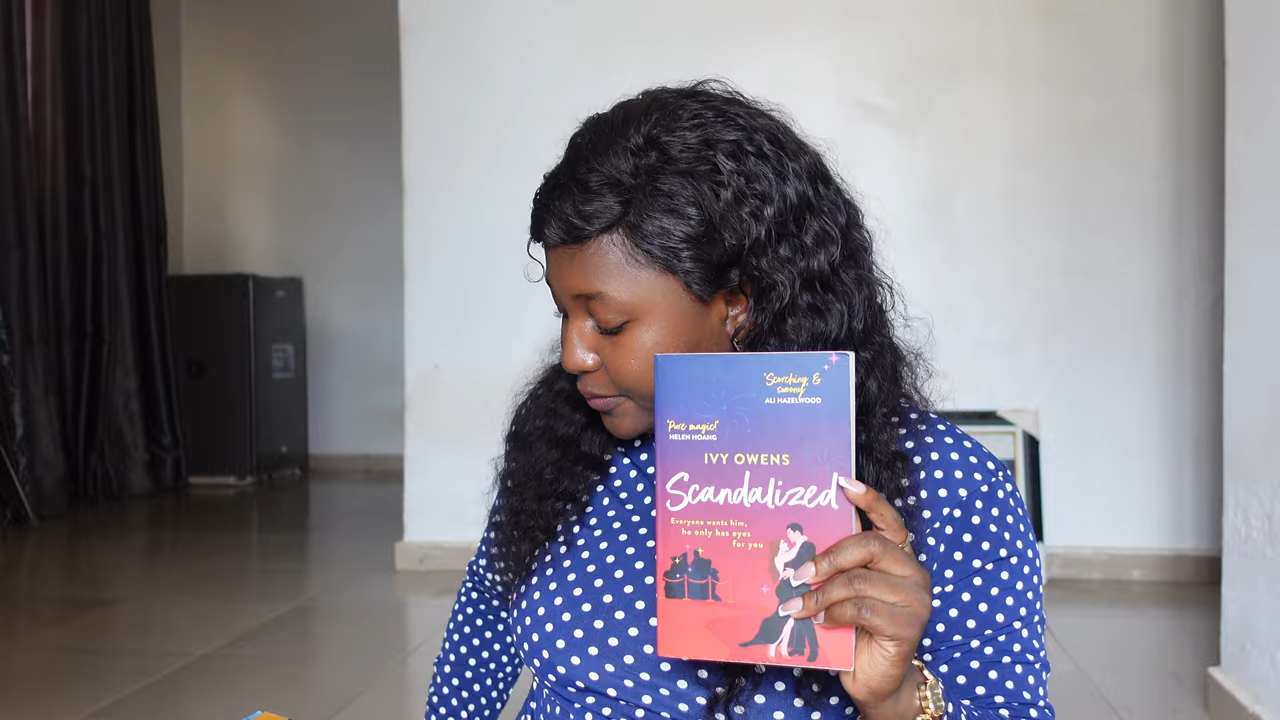 'Scorching, &
swoony'
ALI HAZELWOOD
'Pure magic!'
HELEN HOANG
IVY OWENS
Scandalized
Everyone wants him,
he only has eyes
for you